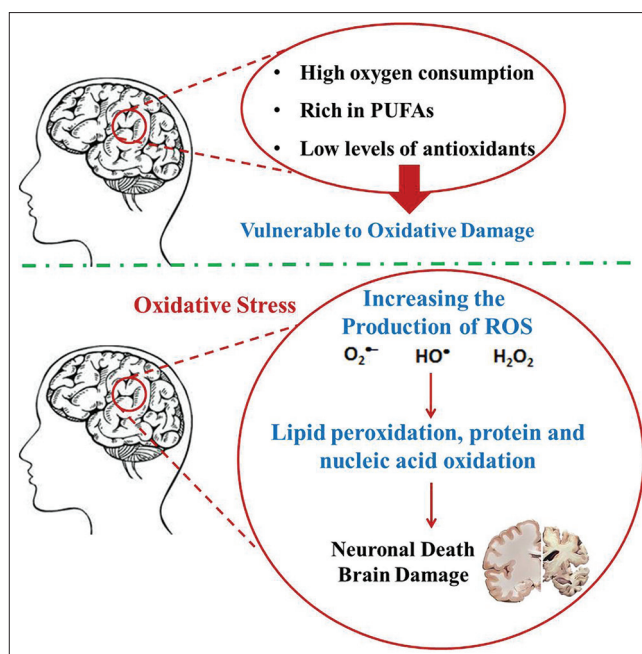 • High oxygen consumption
• Rich in PUFAs
• Low levels of antioxidants
Vulnerable to Oxidative Damage
Oxidative Stress
Increasing the
Production of ROS
O₂•− HO• H₂O₂
Lipid peroxidation, protein and
nucleic acid oxidation
Neuronal Death
Brain Damage